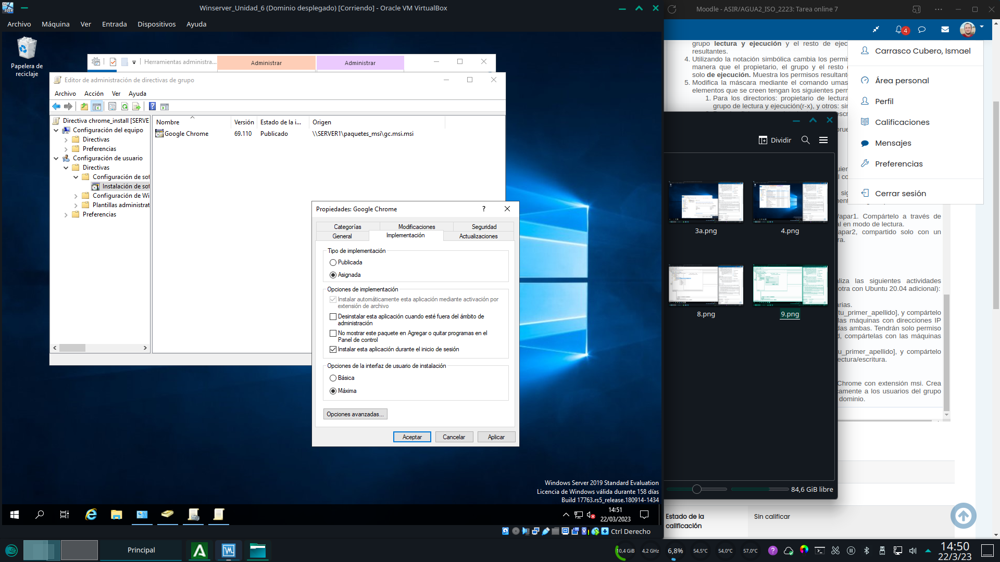 Winserver_Unidad_6 (Dominio desplegado) [Corriendo] - Oracle VM VirtualBox
Archivo Máquina Ver Entrada Dispositivos Ayuda
Papelera de
reciclaje
Herramientas administra...
Administrar
Administrar
Editor de administración de directivas de grupo
Archivo Acción Ver Ayuda
Directiva chrome_install [SERVE
Configuración del equipo
Directivas
Preferencias
Configuración de usuario
Directivas
Configuración de sof
Instalación de sof
Configuración de Wi
Plantillas administrat
Preferencias
Nombre Versión Estado de la i... Origen
Google Chrome 69.110 Publicado \\SERVER1\paquetes_msi\gc.msi.msi
Propiedades: Google Chrome ?
Categorías Modificaciones Seguridad
General Implementación Actualizaciones
Tipo de implementación
Publicada
Asignada
Opciones de implementación
Instalar automáticamente esta aplicación mediante activación por
extensión de archivo
Desinstalar esta aplicación cuando esté fuera del ámbito de
administración
No mostrar este paquete en Agregar o quitar programas en el
Panel de control
Instalar esta aplicación durante el inicio de sesión
Opciones de la interfaz de usuario de instalación
Básica
Máxima
Opciones avanzadas...
Aceptar Cancelar Aplicar
Windows Server 2019 Standard Evaluation
Licencia de Windows válida durante 158 días
Build 17763.rs5_release.180914-1434
14:51
22/03/2023
Ctrl Derecho
Moodle - ASIR/AGUA2_ISO_2223: Tarea online 7
4
Carrasco Cubero, Ismael
Área personal
Perfil
Calificaciones
Mensajes
Preferencias
Cerrar sesión
grupo lectura y ejecución y el resto de ejec
resultantes.
4. Utilizando la notación simbólica cambia los permis
manera que el propietario, el grupo y el resto
solo de ejecución. Muestra los permisos resultant
5. Modifica la máscara mediante el comando umas
elementos que se creen tengan los siguientes per
1. Para los directorios: propietario de lectura
grupo de lectura y ejecución(r-x), y otros: sir
Dividir
3a.png
4.png
8.png
9.png
84,6 GiB libre
/apar1. Compártelo a través de
al en modo de lectura.
apar2, compartido solo con un
ra.
liza las siguientes actividades
otra con Ubuntu 20.04 adicional):
arias.
tu_primer_apellido], y compártelo
las máquinas con direcciones IP
das ambas. Tendrán solo permiso
d, compártelas con las máquinas
tu_primer_apellido], y compártelo
ectura/escritura.
Chrome con extensión msi. Crea
amente a los usuarios del grupo
dominio.
Estado de la
calificación
Sin calificar
Principal
10,4 GiB 4,2 GHz 6,8% 54,5°C 54,0°C 57,0°C
14:50
22/3/23